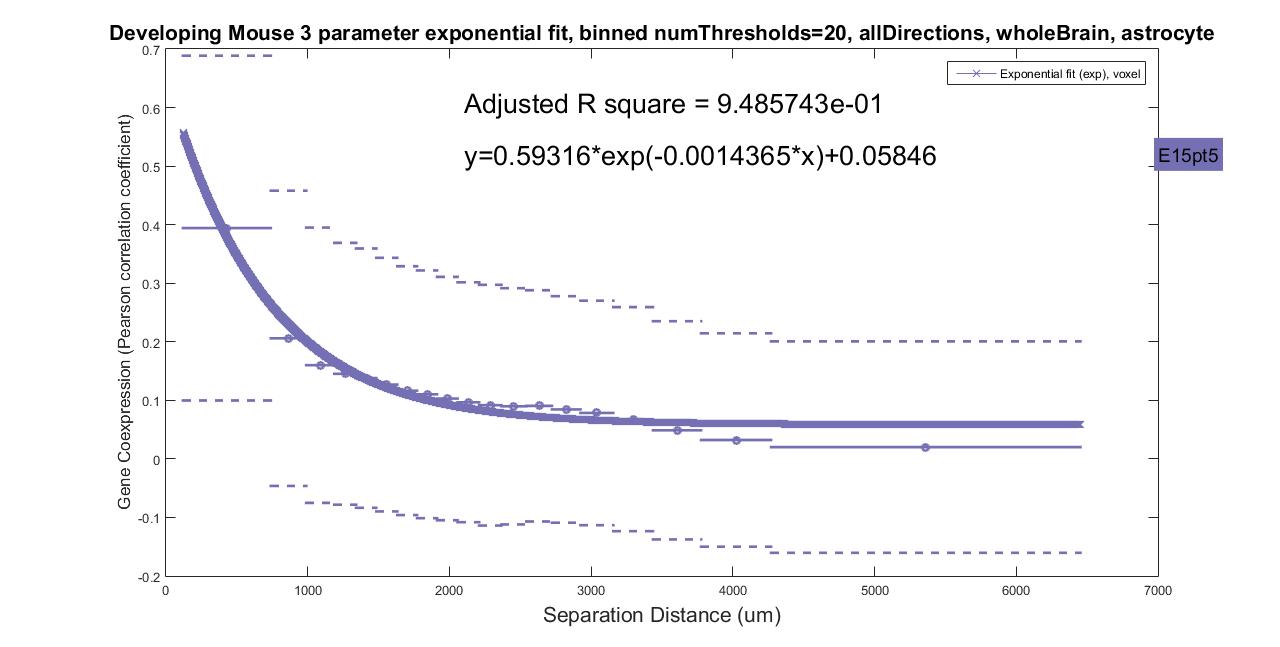 Developing Mouse 3 parameter exponential fit, binned numThresholds=20, allDirections, wholeBrain, astrocyte
Exponential fit (exp), voxel
Adjusted R square = 9.485743e-01
y=0.59316*exp(-0.0014365*x)+0.05846
E15pt5
Gene Coexpression (Pearson correlation coefficient)
0.7
0.6
0.5
0.4
0.3
0.2
0.1
0
-0.1
-0.2
0 1000 2000 3000 4000 5000 6000 7000
Separation Distance (um)